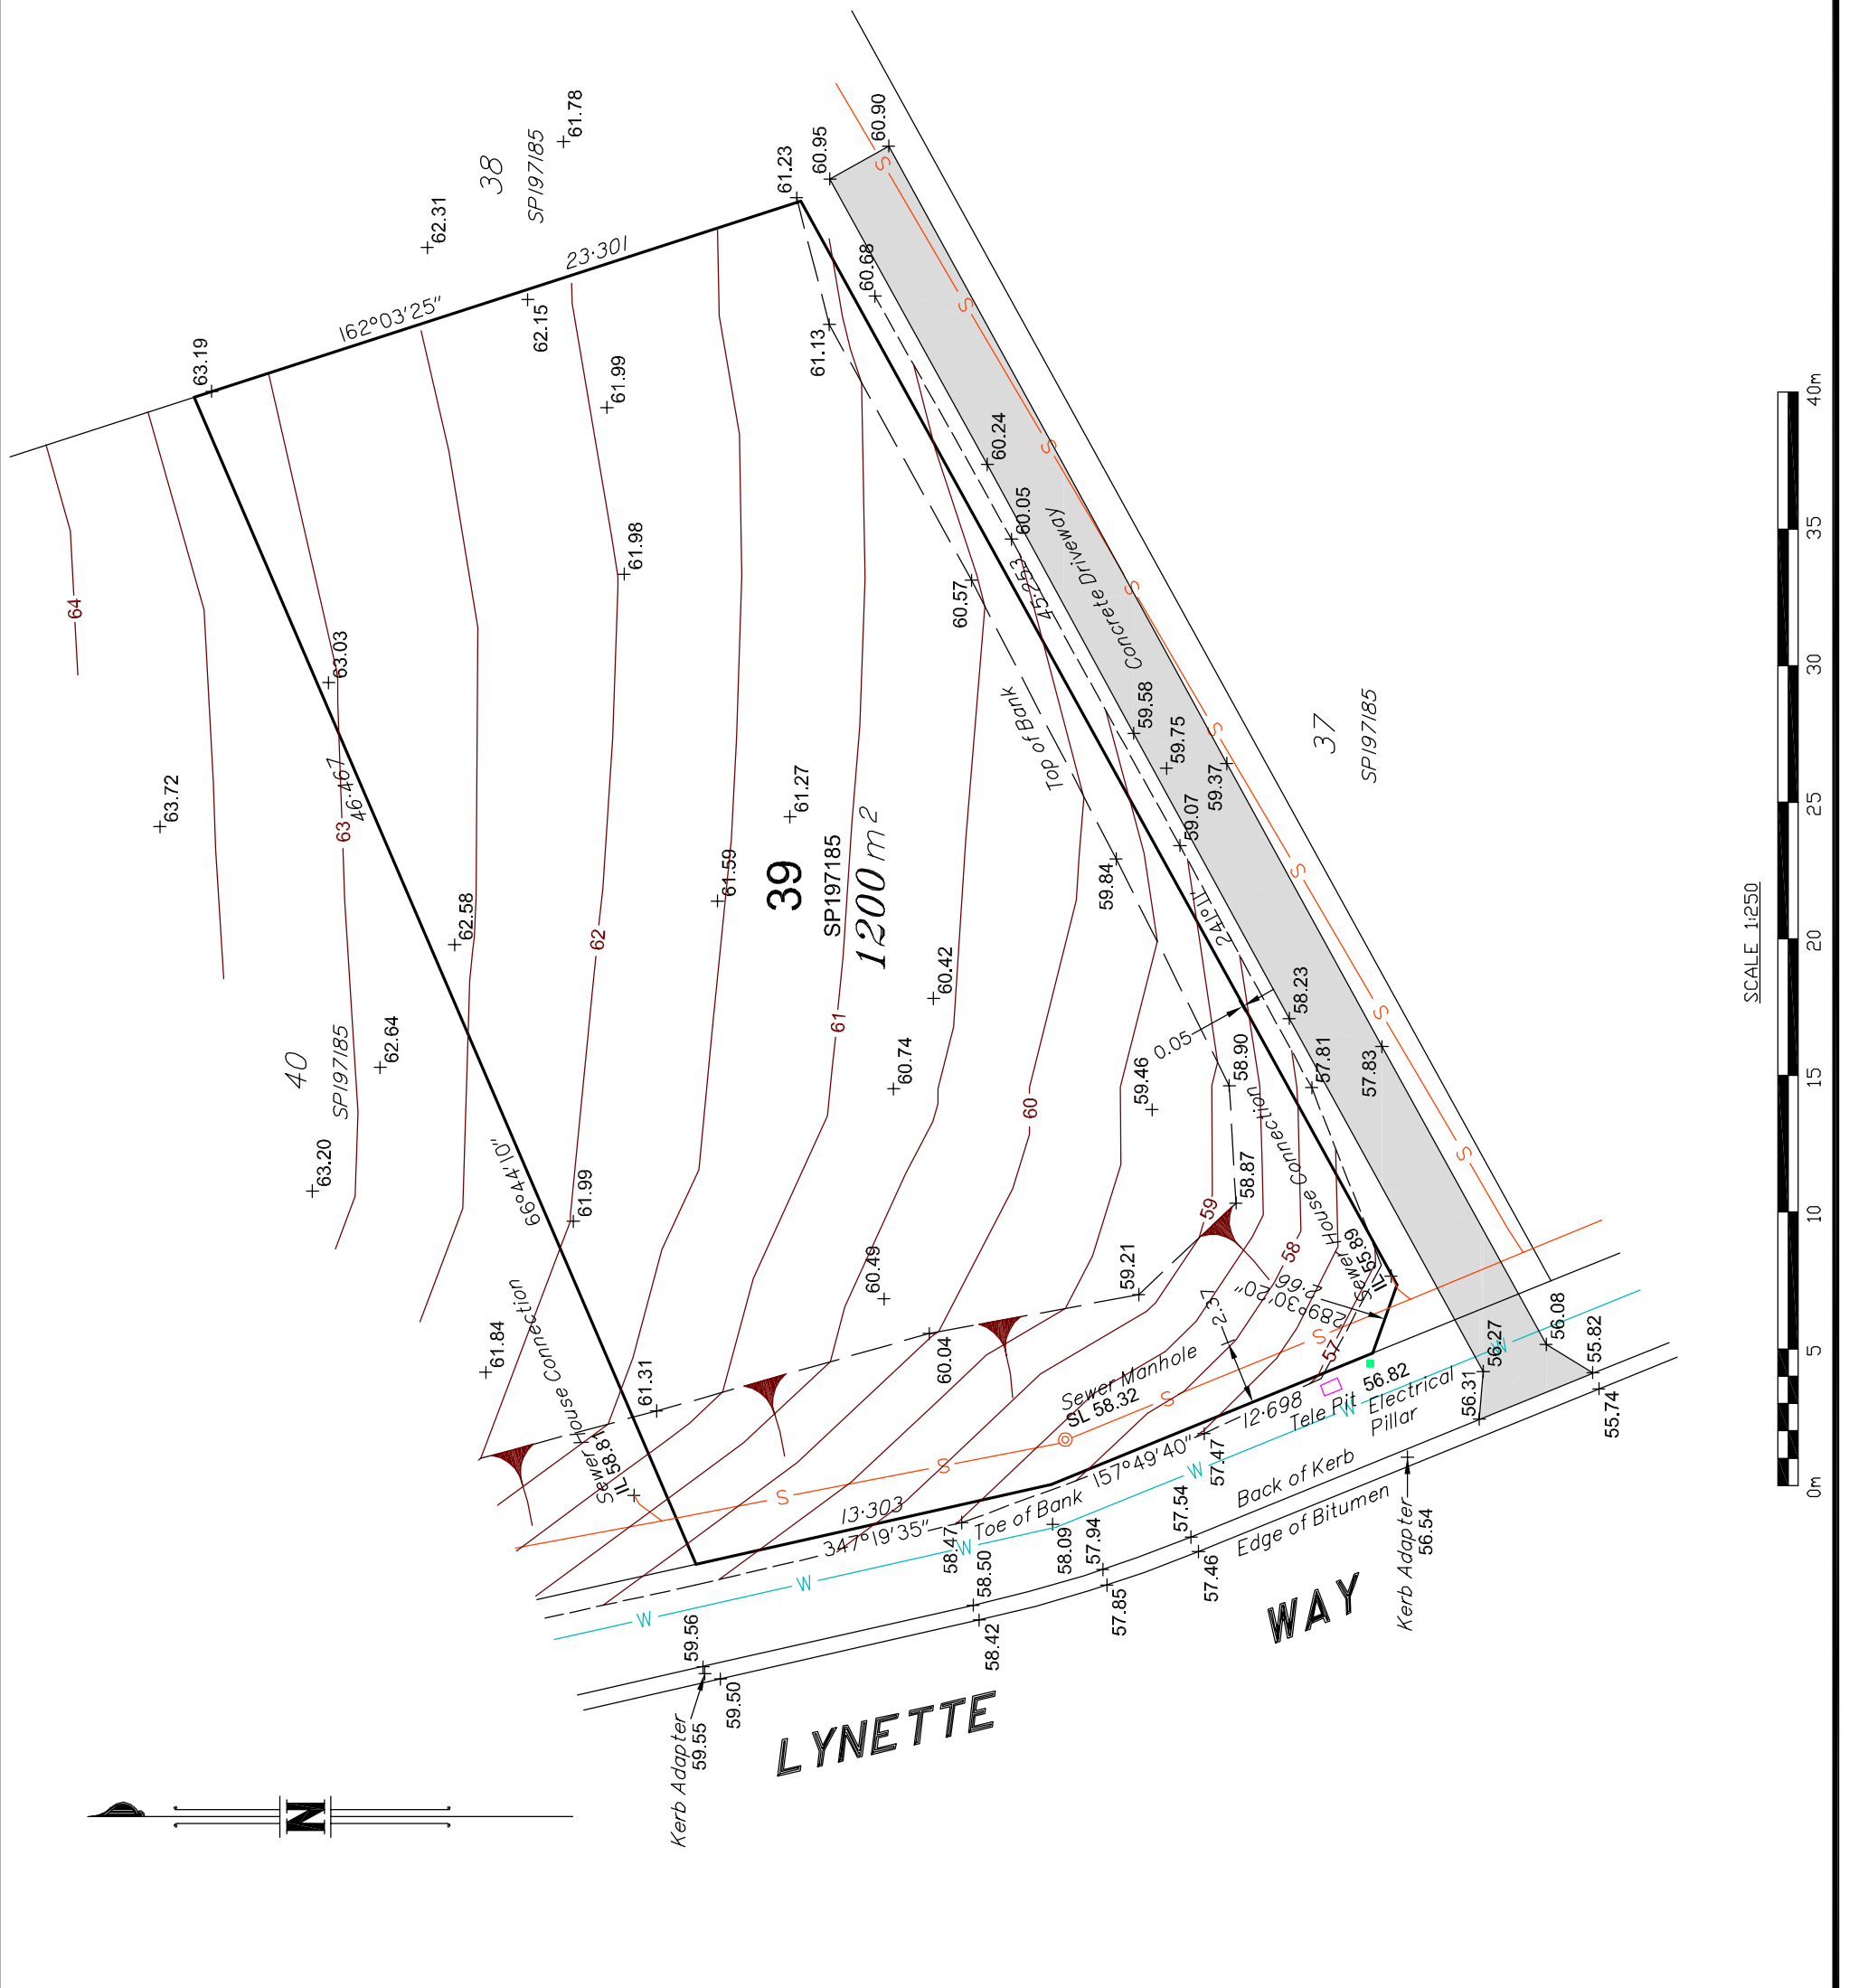 64
63.19
162°03'25"
23·301
62.31
38
SP197185
61.78
62.15
61.99
61.23
60.95
60.90
60.68
61.13
63.72
63.03
46·467
63
61.98
60.24
60.05
45·253
60.57
Concrete Driveway
Top of Bank
59.58
59.75
59.37
59.07
37
SP197185
62.58
61.59
61.27
39
SP197185
1200 m²
62
59.84
241°11'
60.42
61
40
SP197185
62.64
63.20
66°44'10"
61.99
60.74
60
59.46
0.05
58.90
58.23
57.81
57.83
58.87
59
58
60.49
59.21
Sewer House Connection
IL 55.89
289°30'20"
2.66
2.37
57
61.84
Sewer House Connection
IL 58.81
61.31
60.04
Sewer Manhole
SL 58.32
12·698
157°49'40"
Tele Pit
56.82
Electrical
Pillar
56.31
56.27
56.08
55.82
55.74
13·303
347°19'35"
Toe of Bank
58.47
58.50
58.42
58.09
57.94
57.85
57.54
57.46
57.47
Back of Kerb
Edge of Bitumen
Kerb Adapter
56.54
59.56
59.50
Kerb Adapter
59.55
S
S
S
S
S
S
S
S
S
S
S
S
S
S
W
W
W
W
W
W
LYNETTE
WAY
N
SCALE 1:250
0m
5
10
15
20
25
30
35
40m